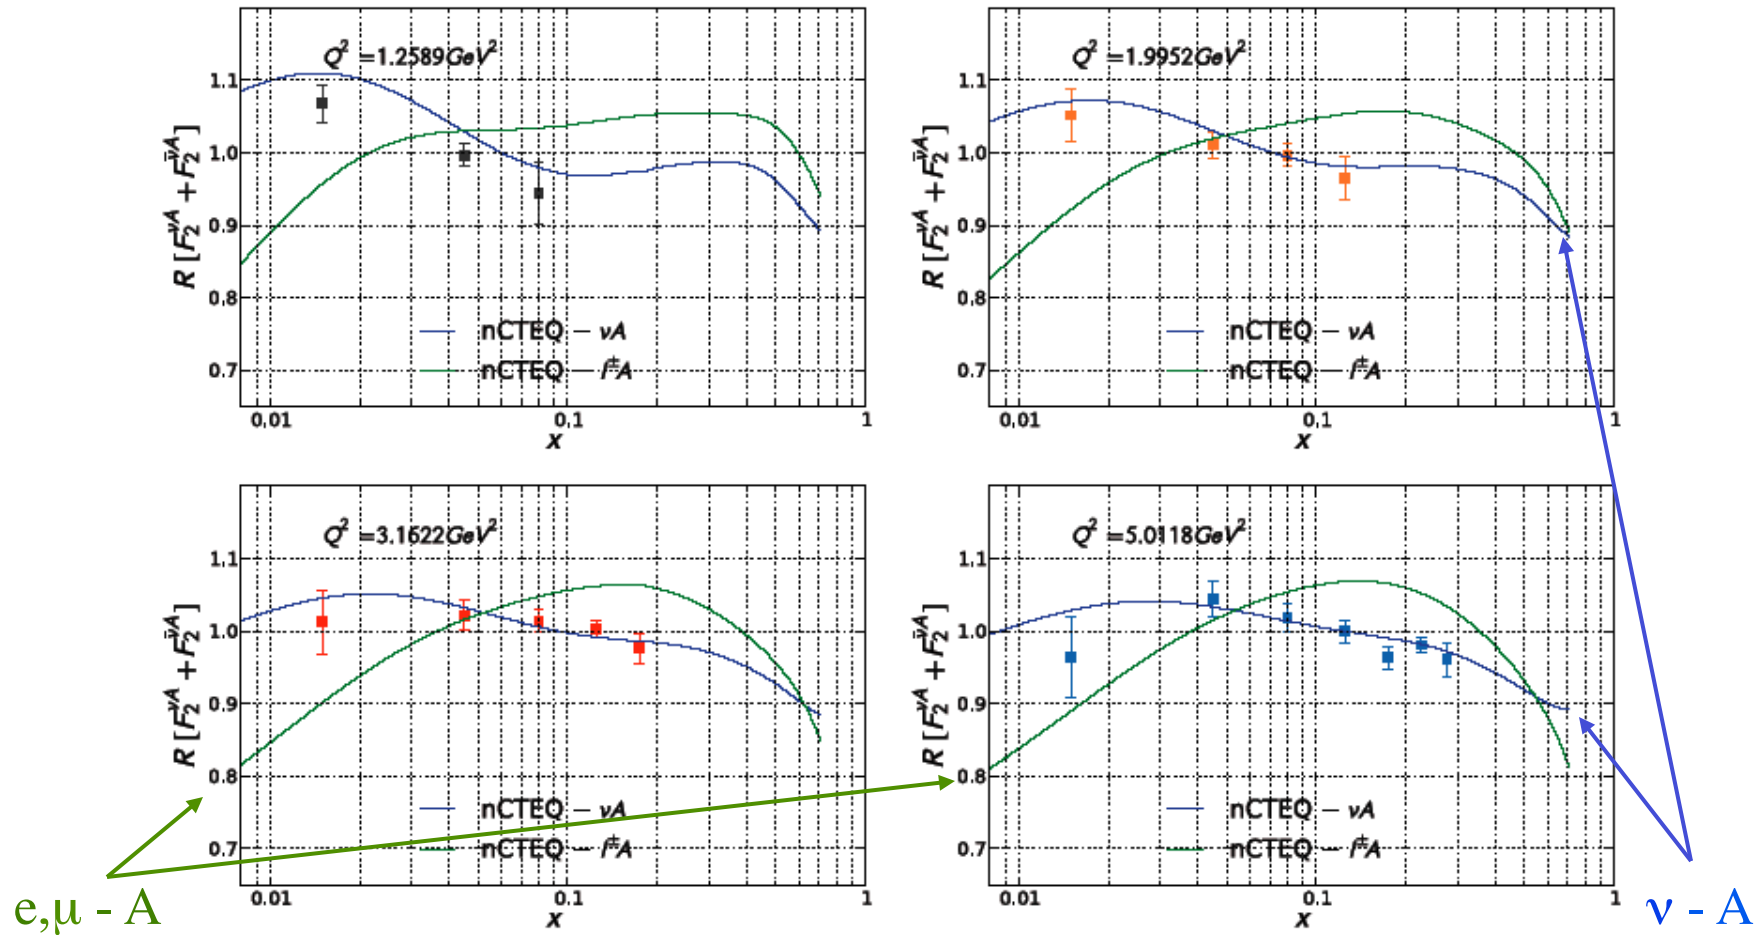 Q² =1.2589GeV²
R [F₂^νA + F₂^ν̄A]
1.1
1.0
0.9
0.8
0.7
nCTEQ − νA
nCTEQ − l^±A
0.01 0.1 1
x
Q² =1.9952GeV²
R [F₂^νA + F₂^ν̄A]
1.1
1.0
0.9
0.8
0.7
nCTEQ − νA
nCTEQ − l^±A
0.01 0.1 1
x
Q² =3.1622GeV²
R [F₂^νA + F₂^ν̄A]
1.1
1.0
0.9
0.8
0.7
nCTEQ − νA
nCTEQ − l^±A
0.01 0.1 1
x
Q² =5.0118GeV²
R [F₂^νA + F₂^ν̄A]
1.1
1.0
0.9
0.8
0.7
nCTEQ − νA
nCTEQ − l^±A
0.01 0.1 1
x
e,μ - A
ν - A